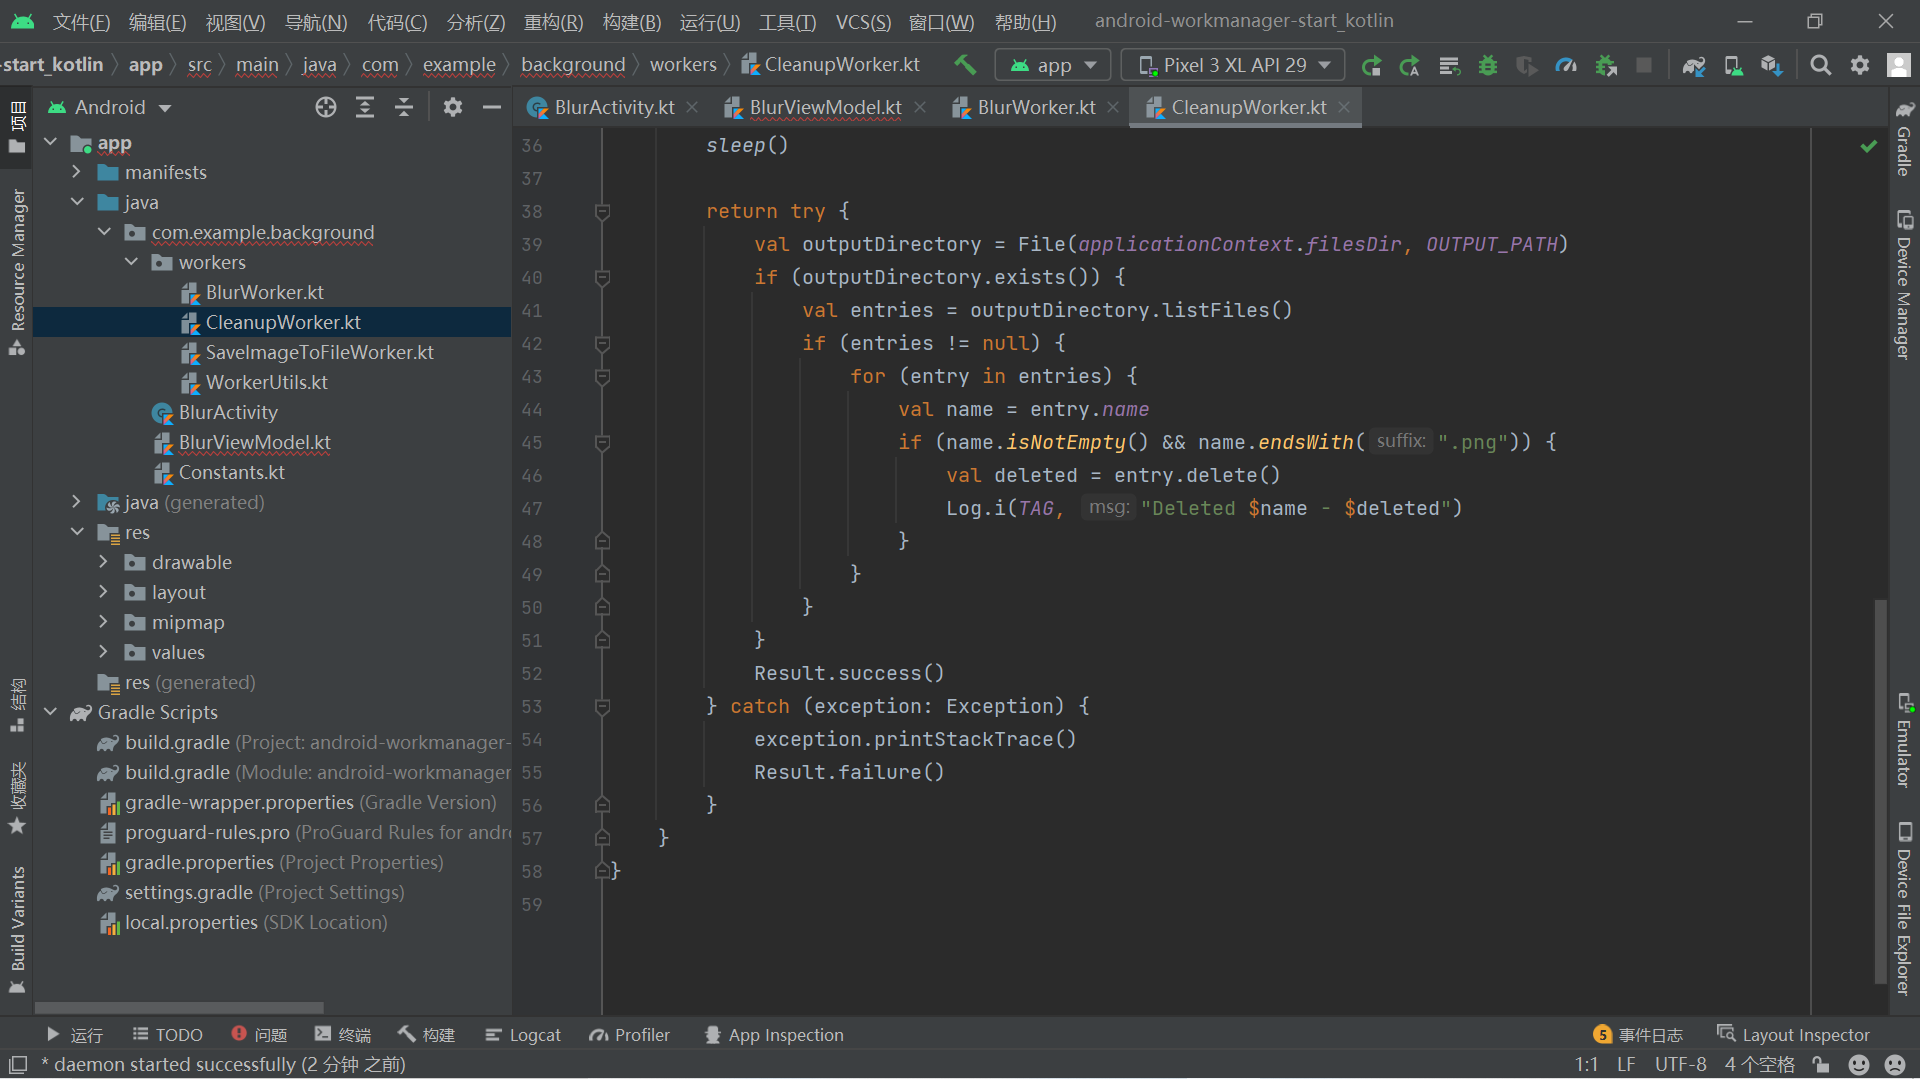 文件(F) 编辑(E) 视图(V) 导航(N) 代码(C) 分析(Z) 重构(R) 构建(B) 运行(U) 工具(T) VCS(S) 窗口(W) 帮助(H) android-workmanager-start_kotlin
-start_kotlin app src main java com example background workers CleanupWorker.kt app Pixel 3 XL API 29
项目
Resource Manager
结构
收藏夹
Build Variants
Android
app
manifests
java
com.example.background
workers
BlurWorker.kt
CleanupWorker.kt
SaveImageToFileWorker.kt
WorkerUtils.kt
BlurActivity
BlurViewModel.kt
Constants.kt
java (generated)
res
drawable
layout
mipmap
values
res (generated)
Gradle Scripts
build.gradle (Project: android-workmanager-
build.gradle (Module: android-workmanager
gradle-wrapper.properties (Gradle Version)
proguard-rules.pro (ProGuard Rules for andro
gradle.properties (Project Properties)
settings.gradle (Project Settings)
local.properties (SDK Location)
BlurActivity.kt BlurViewModel.kt BlurWorker.kt CleanupWorker.kt
36 sleep()
37
38 return try {
39 val outputDirectory = File(applicationContext.filesDir, OUTPUT_PATH)
40 if (outputDirectory.exists()) {
41 val entries = outputDirectory.listFiles()
42 if (entries != null) {
43 for (entry in entries) {
44 val name = entry.name
45 if (name.isNotEmpty() && name.endsWith( suffix: ".png")) {
46 val deleted = entry.delete()
47 Log.i(TAG, msg: "Deleted $name - $deleted")
48 }
49 }
50 }
51 }
52 Result.success()
53 } catch (exception: Exception) {
54 exception.printStackTrace()
55 Result.failure()
56 }
57 }
58 }
59
Gradle
Device Manager
Emulator
Device File Explorer
运行 TODO 问题 终端 构建 Logcat Profiler App Inspection 5 事件日志 Layout Inspector
* daemon started successfully (2 分钟 之前) 1:1 LF UTF-8 4 个空格